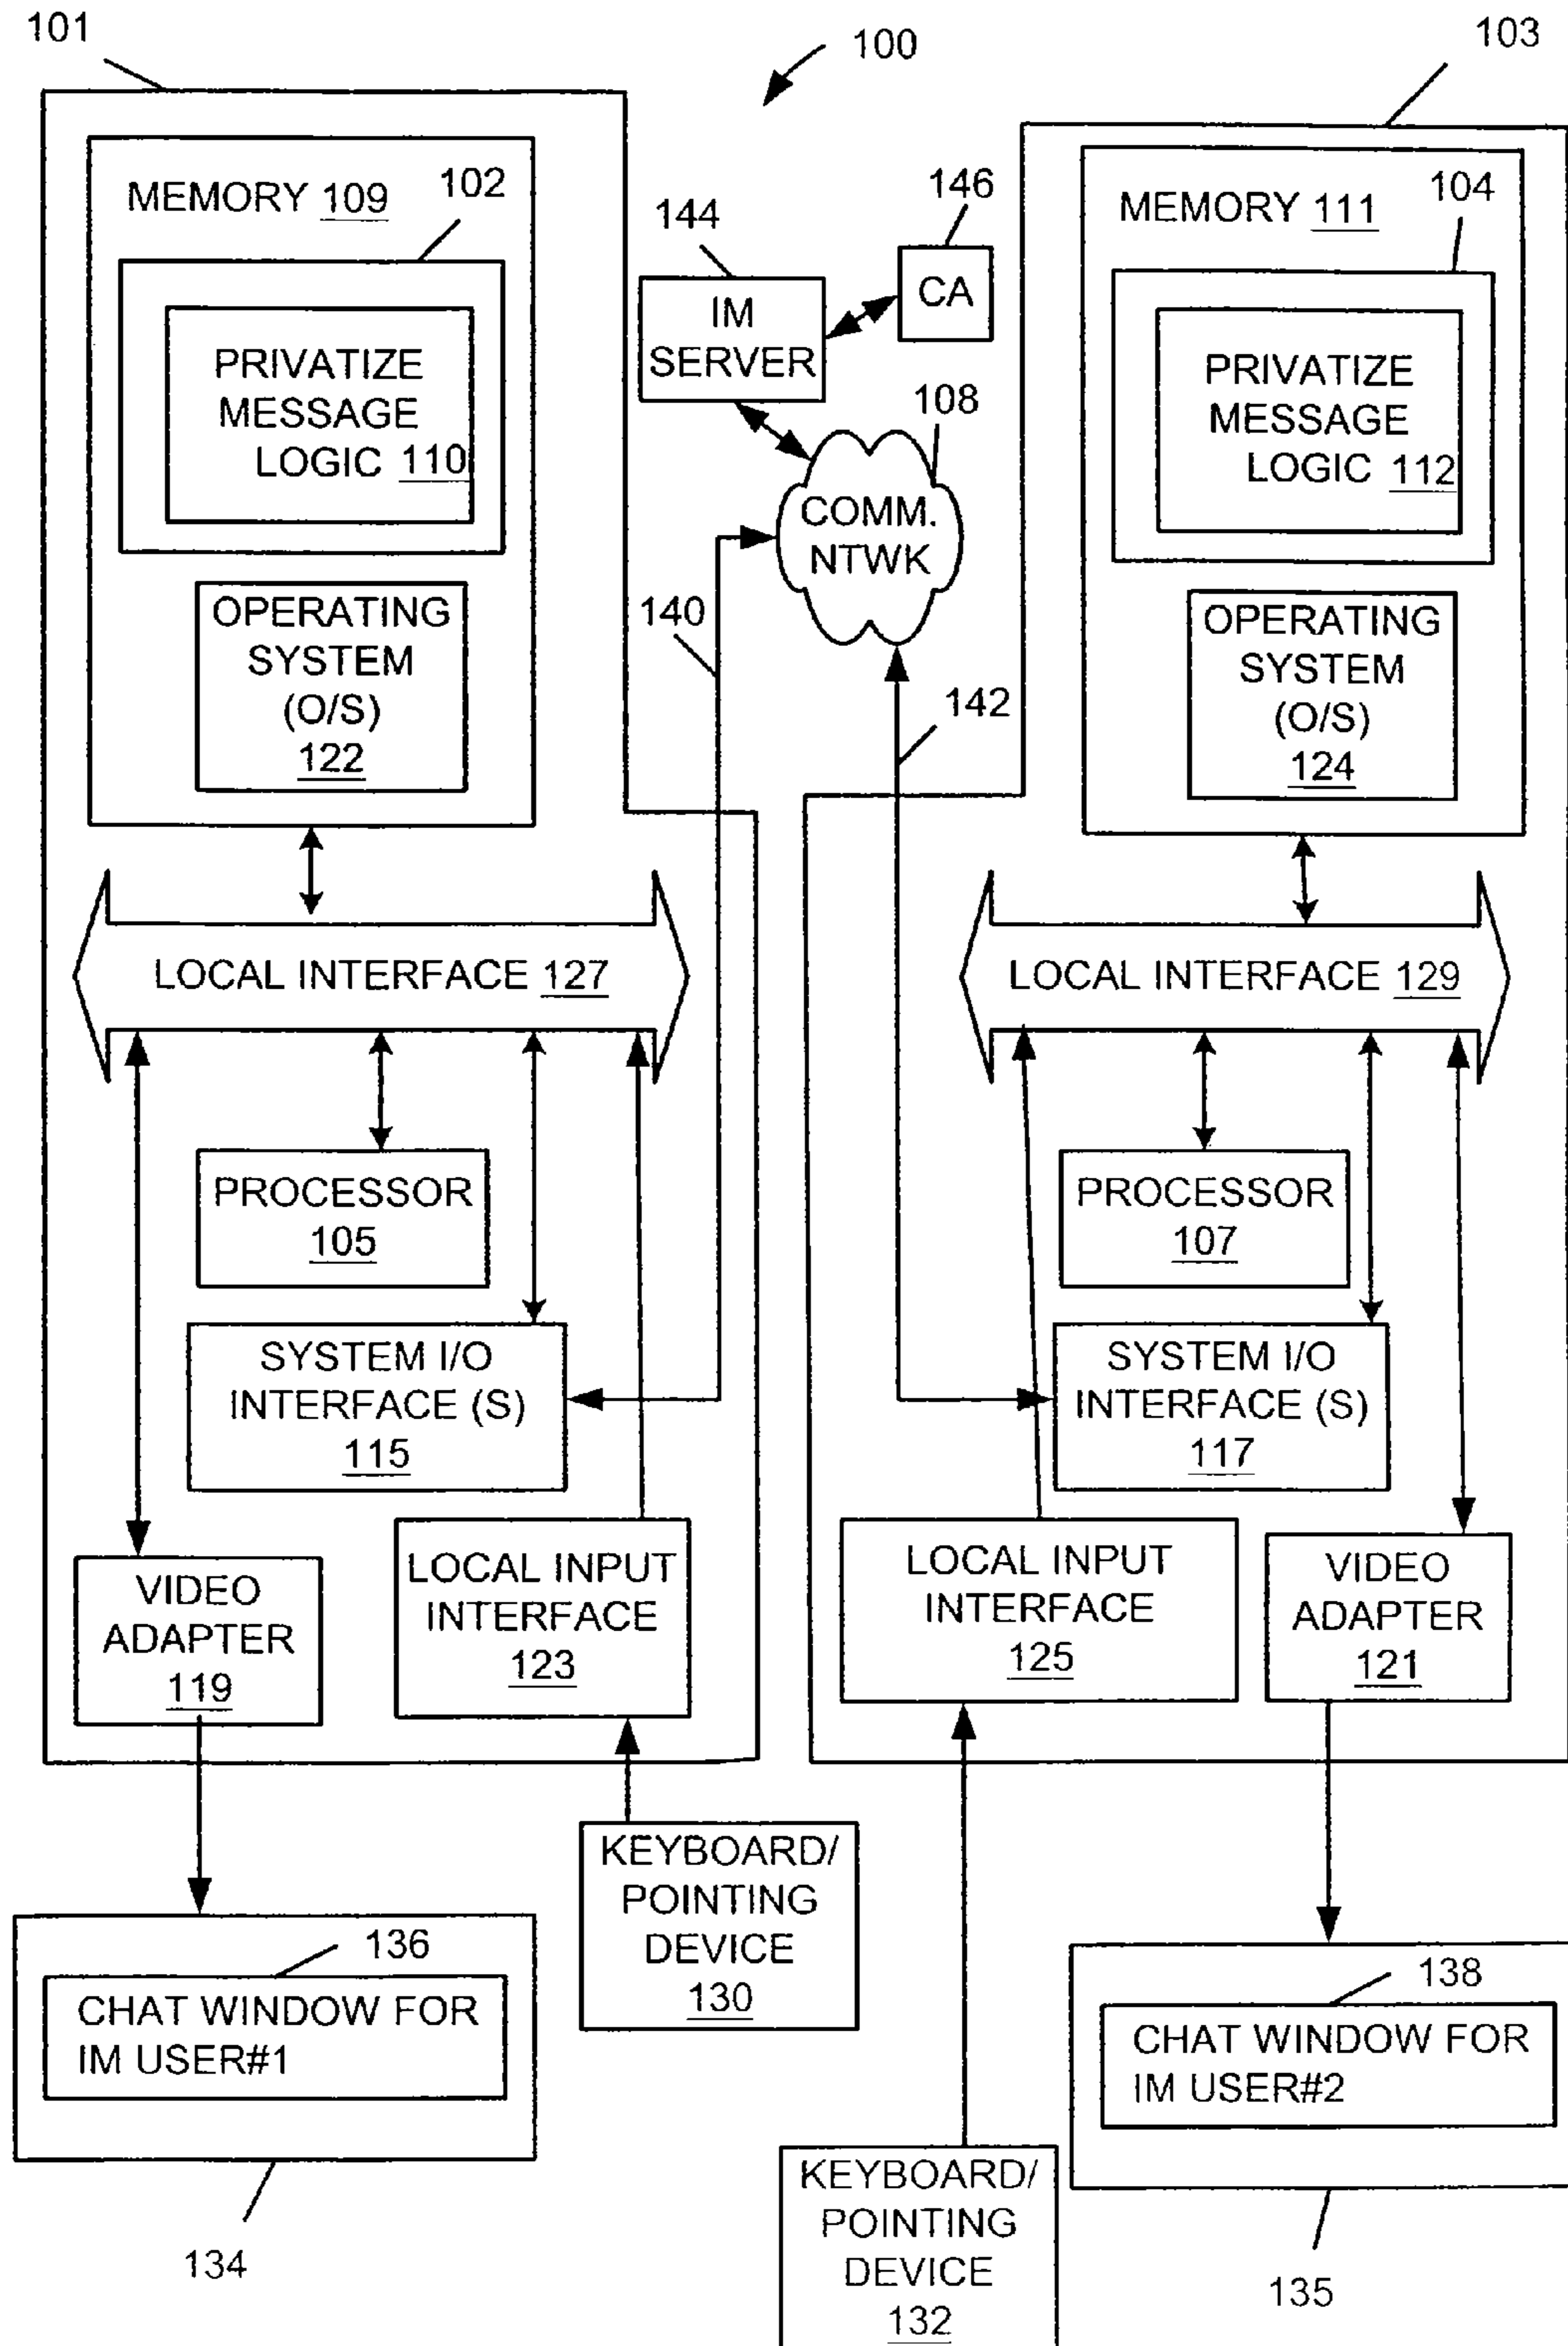 101
100
103
MEMORY 109
102
PRIVATIZE
MESSAGE
LOGIC 110
OPERATING
SYSTEM
(O/S)
122
LOCAL INTERFACE 127
PROCESSOR
105
SYSTEM I/O
INTERFACE (S)
115
VIDEO
ADAPTER
119
LOCAL INPUT
INTERFACE
123
KEYBOARD/
POINTING
DEVICE
130
136
CHAT WINDOW FOR
IM USER#1
134
144
IM
SERVER
146
CA
108
COMM.
NTWK
140
142
MEMORY 111
104
PRIVATIZE
MESSAGE
LOGIC 112
OPERATING
SYSTEM
(O/S)
124
LOCAL INTERFACE 129
PROCESSOR
107
SYSTEM I/O
INTERFACE (S)
117
LOCAL INPUT
INTERFACE
125
VIDEO
ADAPTER
121
KEYBOARD/
POINTING
DEVICE
132
138
CHAT WINDOW FOR
IM USER#2
135